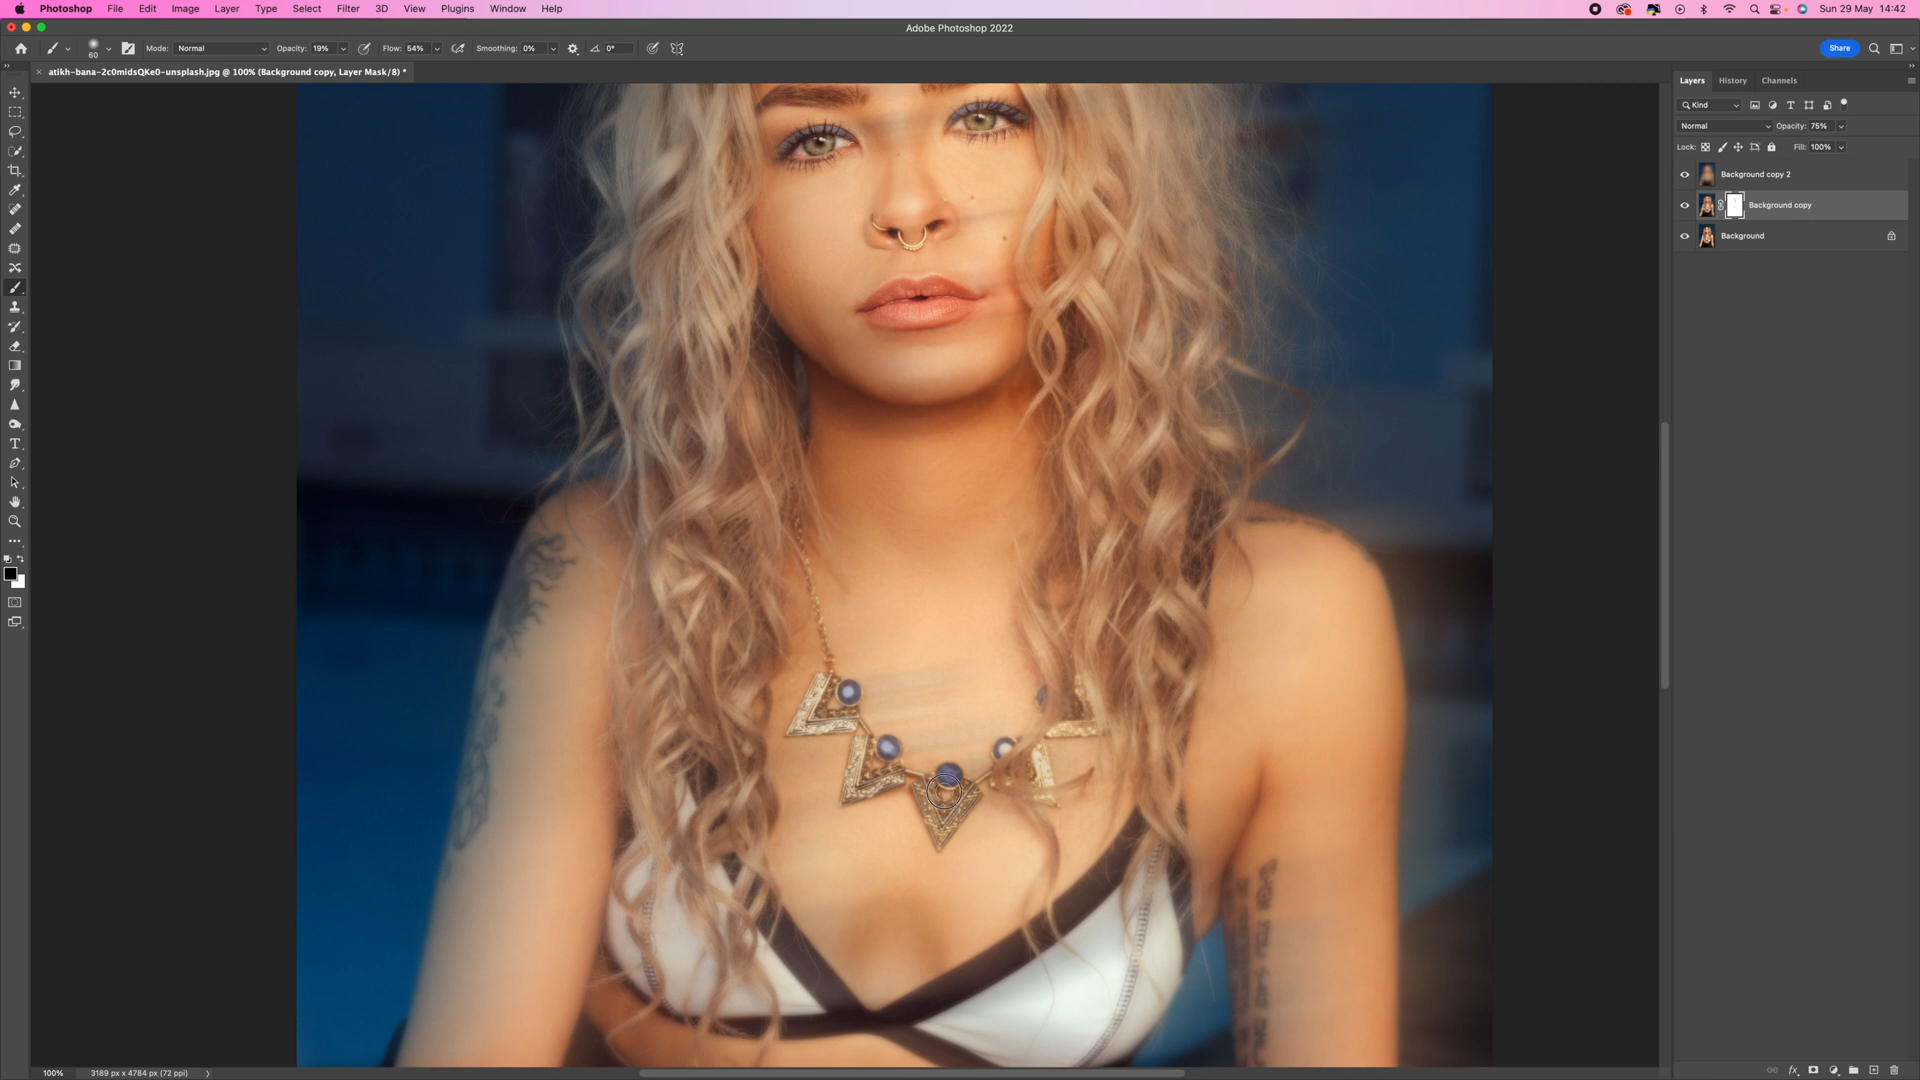 Photoshop File Edit Image Layer Type Select Filter 3D View Plugins Window Help Sun 29 May 14:42
Adobe Photoshop 2022
60 Mode: Normal Opacity: 19% Flow: 54% Smoothing: 0% 0° Share
× atikh-bana-2c0midsQKe0-unsplash.jpg @ 100% (Background copy, Layer Mask/8) *
Layers History Channels
Kind
Normal Opacity: 75%
Lock: Fill: 100%
Background copy 2
Background copy
Background
100% 3189 px x 4784 px (72 ppi)